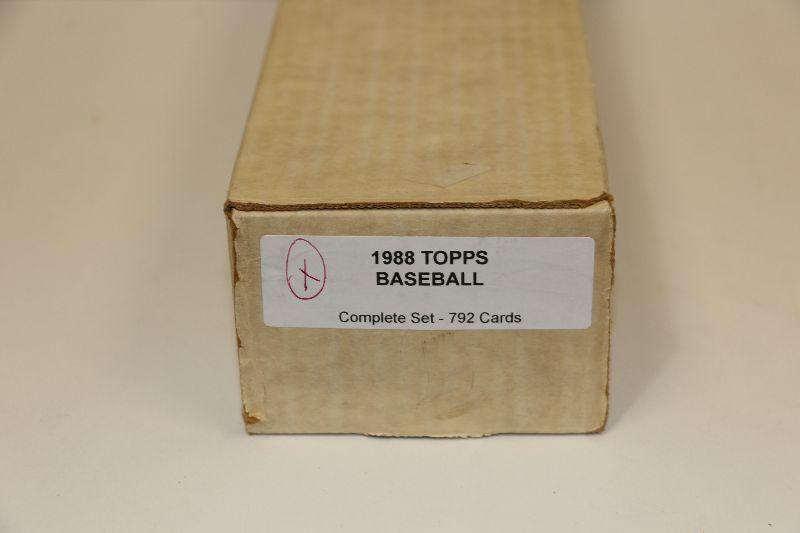 1988 TOPPS
BASEBALL
Complete Set - 792 Cards